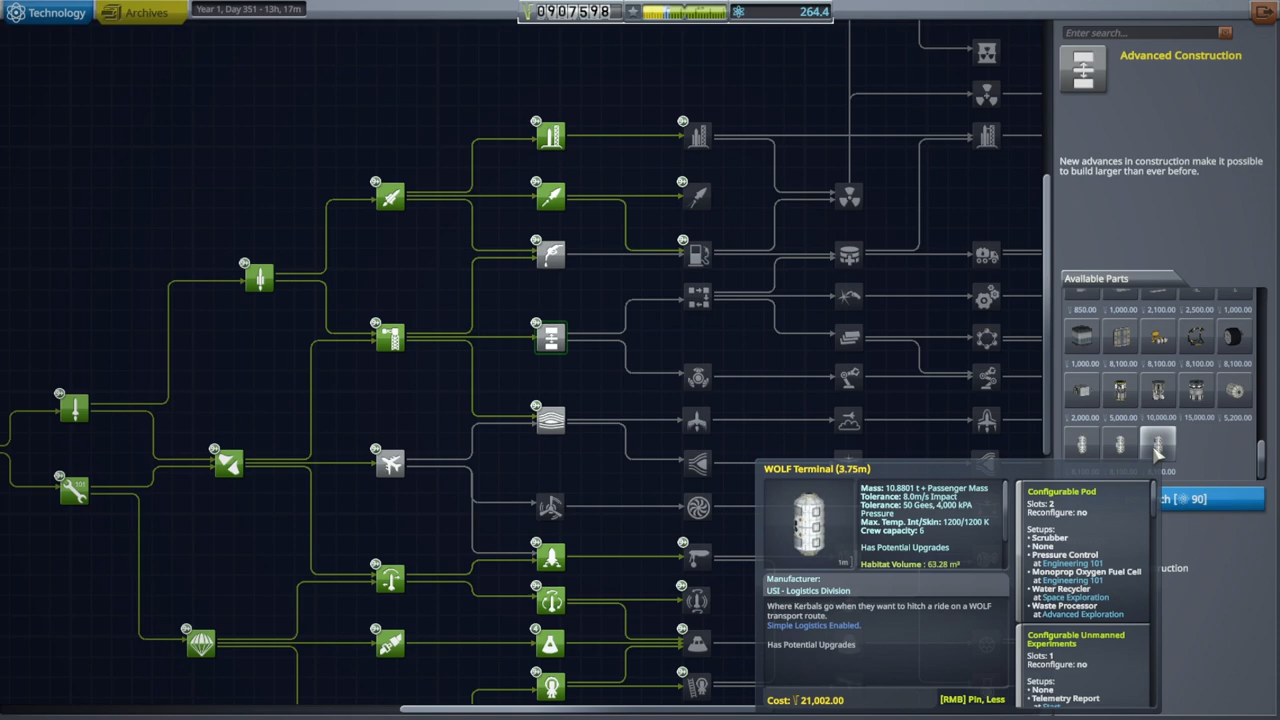 Technology
Archives
Year 1, Day 351 - 13h, 17m
0907598
264.4
Enter search...
Advanced Construction
New advances in construction make it possible
to build larger than ever before.
Available Parts
850.00 1,000.00 2,100.00 2,500.00 1,000.00
1,000.00 8,100.00 8,100.00 8,100.00 8,100.00
2,000.00 5,000.00 10,000.00 15,000.00 5,200.00
90]
WOLF Terminal (3.75m)
Mass: 10.8801 t + Passenger Mass
Tolerance: 8.0m/s Impact
Tolerance: 50 Gees, 4,000 kPA
Pressure
Max. Temp. Int/Skin: 1200/1200 K
Crew capacity: 6
Has Potential Upgrades
Habitat Volume : 63.28 m³
1m
Manufacturer:
USI - Logistics Division
Where Kerbals go when they want to hitch a ride on a WOLF
transport route.
Simple Logistics Enabled.
Has Potential Upgrades
Cost: 21,002.00
[RMB] Pin, Less
Configurable Pod
Slots: 2
Reconfigure: no
Setups:
• Scrubber
• None
• Pressure Control
at Engineering 101
• Monoprop Oxygen Fuel Cell
at Engineering 101
• Water Recycler
at Space Exploration
• Waste Processor
at Advanced Exploration
Configurable Unmanned
Experiments
Slots: 1
Reconfigure: no
Setups:
• None
• Telemetry Report
at Start